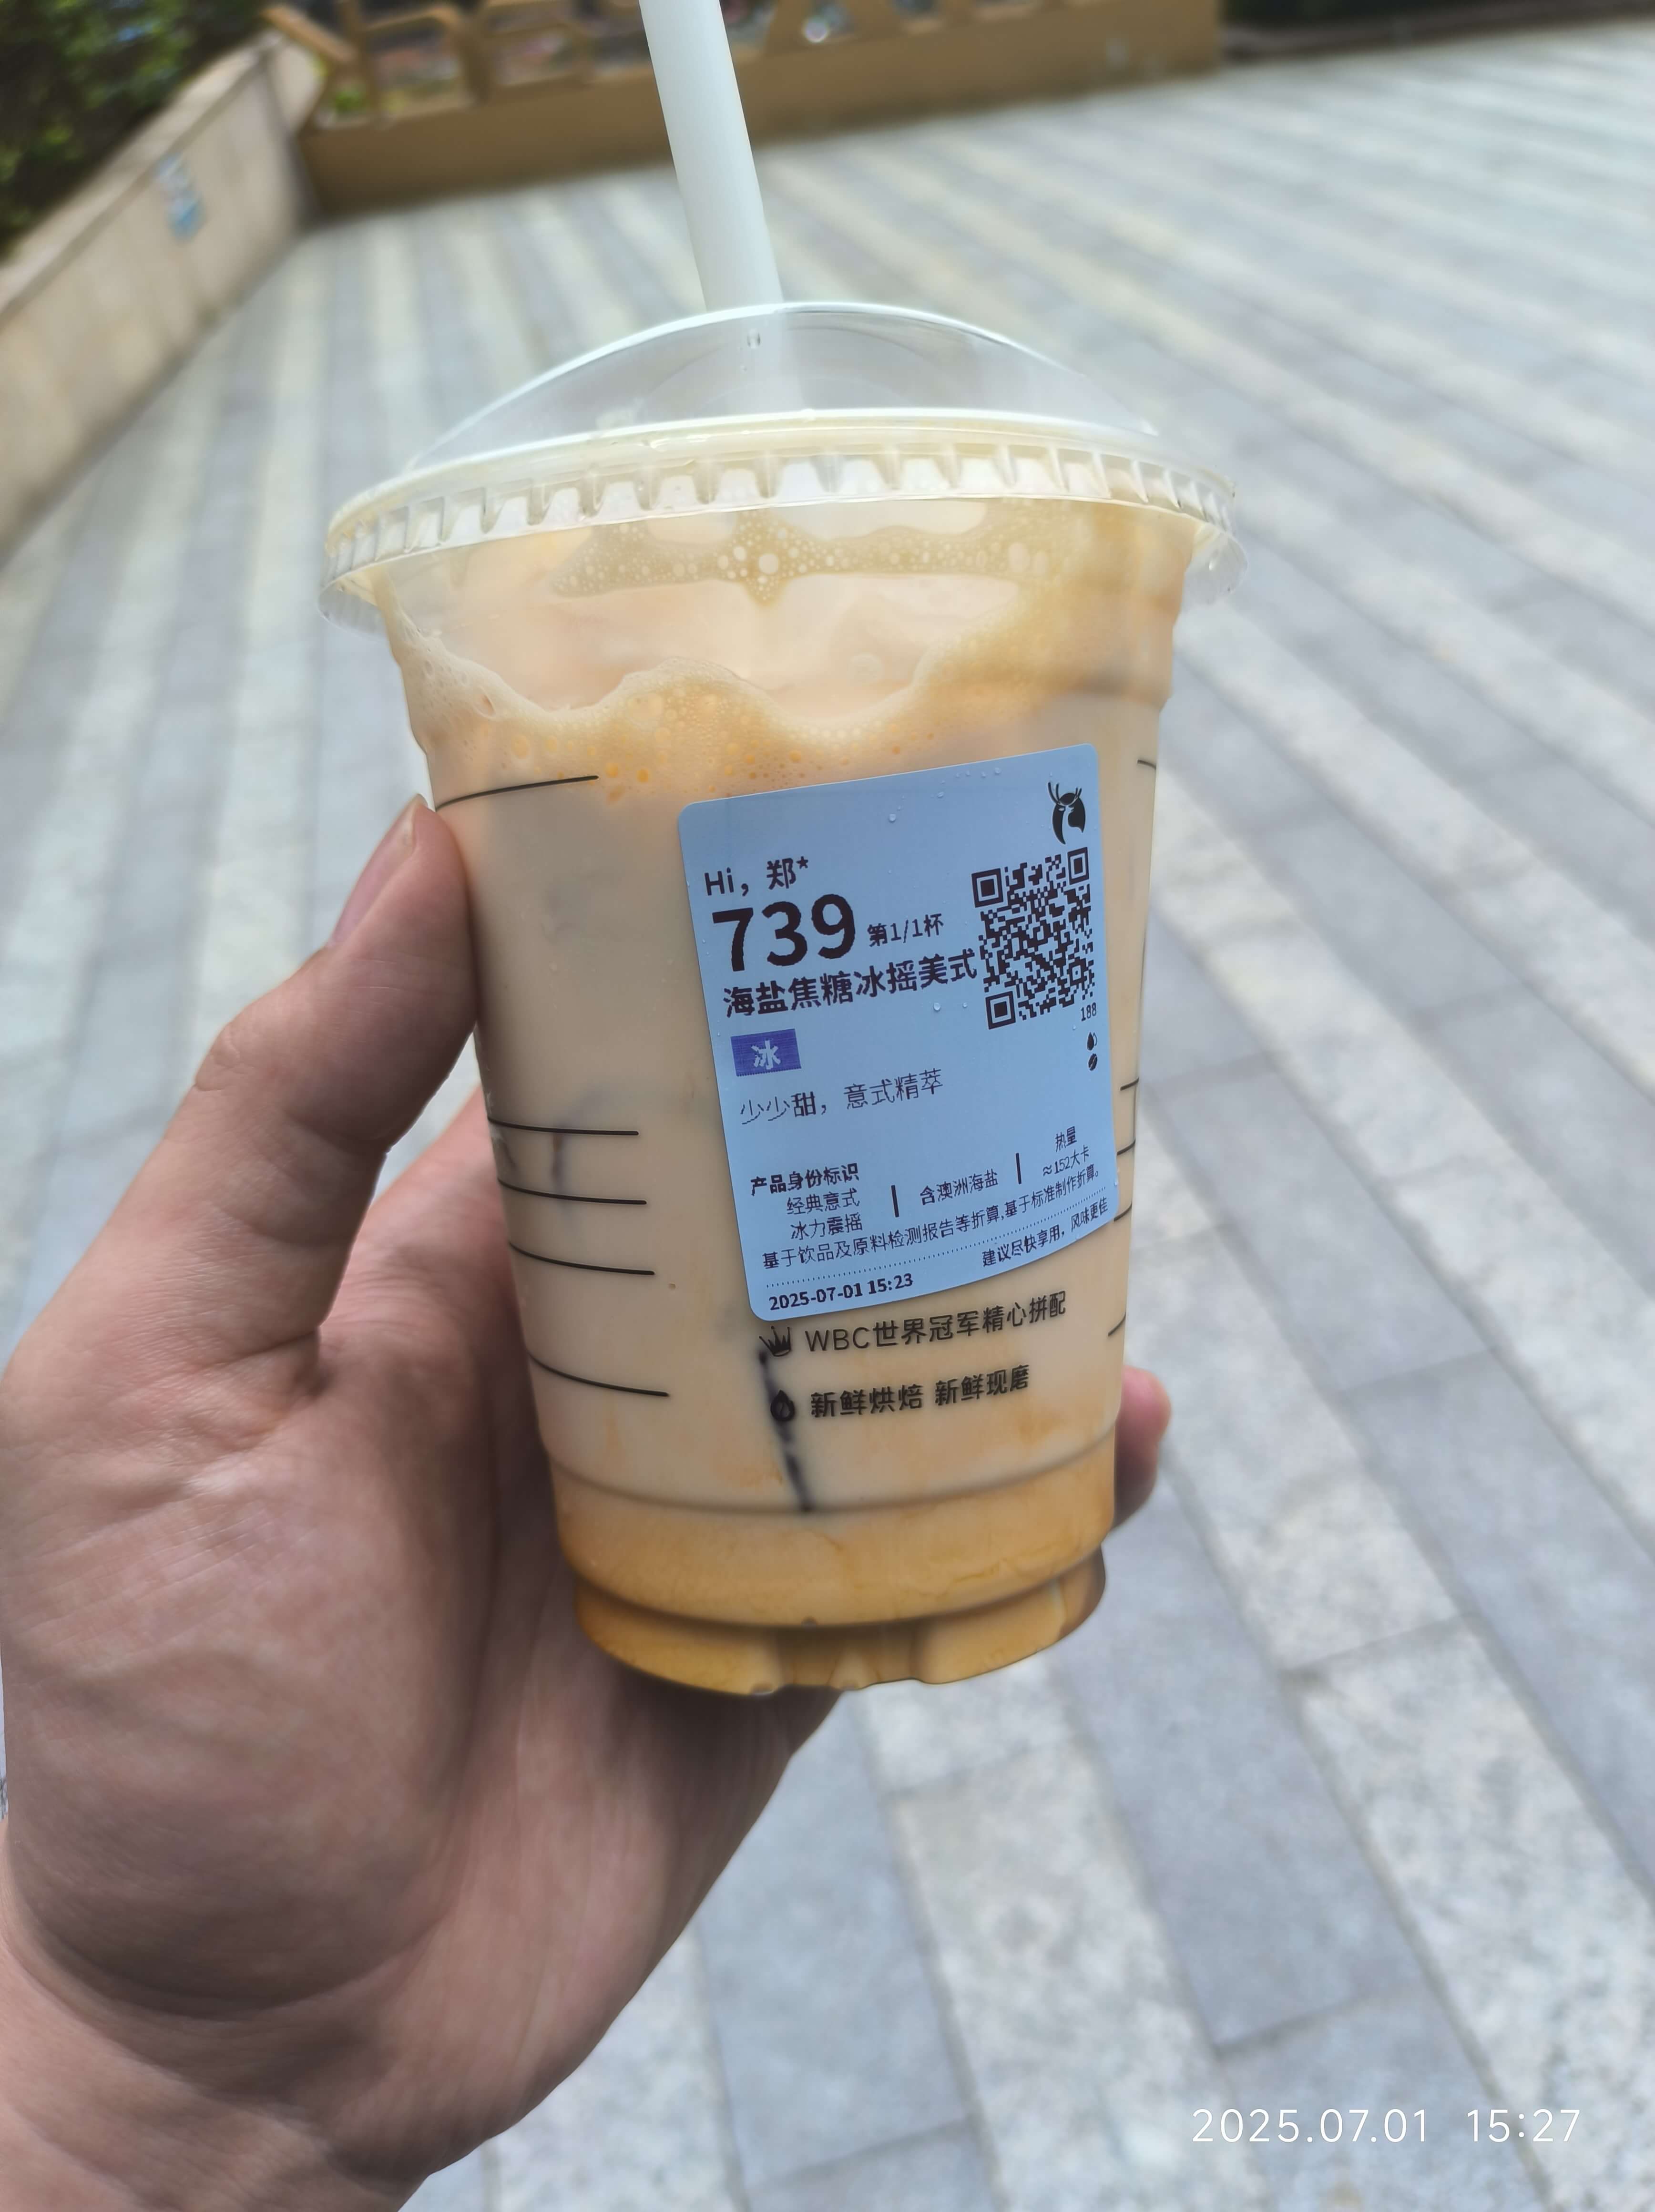 Hi，郑*
739 第1/1杯
海盐焦糖冰摇美式
188
冰
少少甜，意式精萃
产品身份标识
经典意式
冰力震摇
含澳洲海盐
热量
≈152大卡
基于饮品及原料检测报告等折算,基于标准制作折算。
2025-07-01 15:23
建议尽快享用，风味更佳
WBC世界冠军精心拼配
新鲜烘焙 新鲜现磨
2025.07.01 15:27